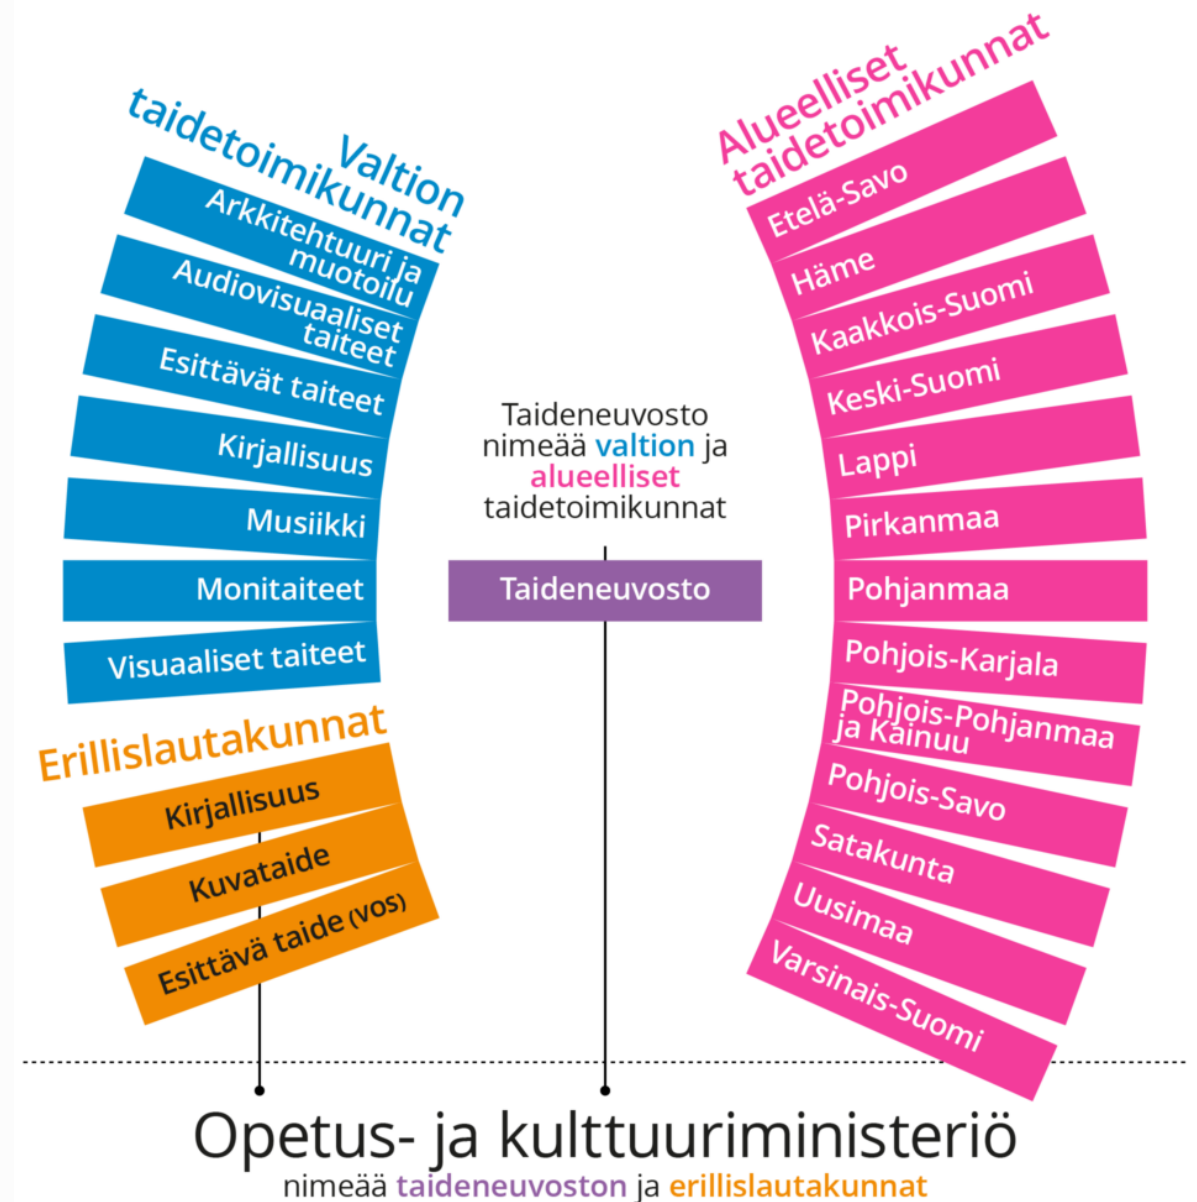 Valtion
taidetoimikunnat
Arkkitehtuuri ja
muotoilu
Audiovisuaaliset
taiteet
Esittävät taiteet
Kirjallisuus
Musiikki
Monitaiteet
Visuaaliset taiteet
Erillislautakunnat
Kirjallisuus
Kuvataide
Esittävä taide (vos)
Taideneuvosto
nimeää valtion ja
alueelliset
taidetoimikunnat
Taideneuvosto
Alueelliset
taidetoimikunnat
Etelä-Savo
Häme
Kaakkois-Suomi
Keski-Suomi
Lappi
Pirkanmaa
Pohjanmaa
Pohjois-Karjala
Pohjois-Pohjanmaa
ja Kainuu
Pohjois-Savo
Satakunta
Uusimaa
Varsinais-Suomi
Opetus- ja kulttuuriministeriö
nimeää taideneuvoston ja erillislautakunnat